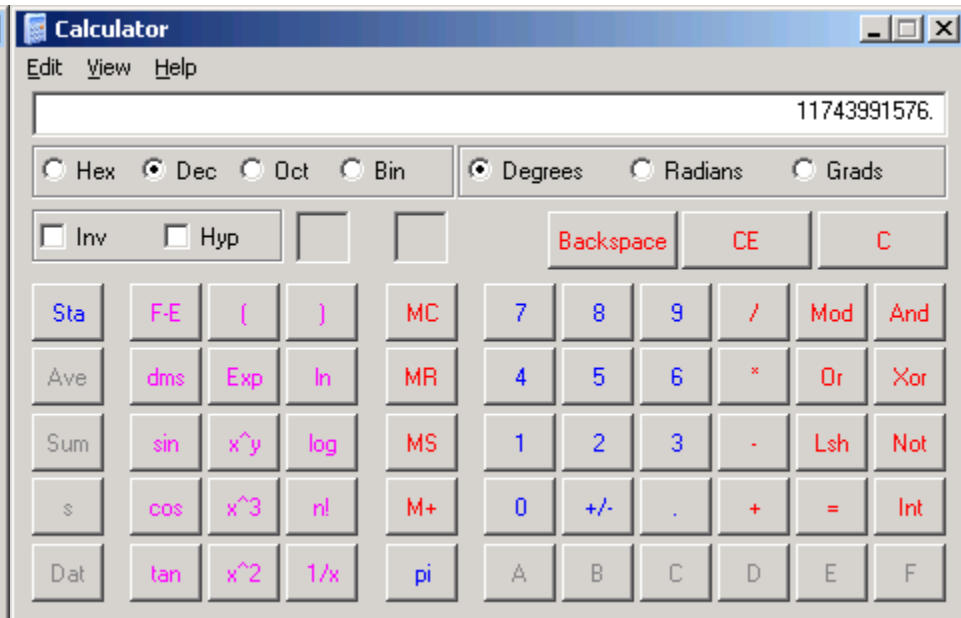 Calculator
Edit View Help
11743991576.
Hex Dec Oct Bin Degrees Radians Grads
Inv Hyp Backspace CE C
Sta F-E ( ) MC 7 8 9 / Mod And
Ave dms Exp ln MR 4 5 6 * Or Xor
Sum sin x^y log MS 1 2 3 - Lsh Not
s cos x^3 n! M+ 0 +/- . + = Int
Dat tan x^2 1/x pi A B C D E F